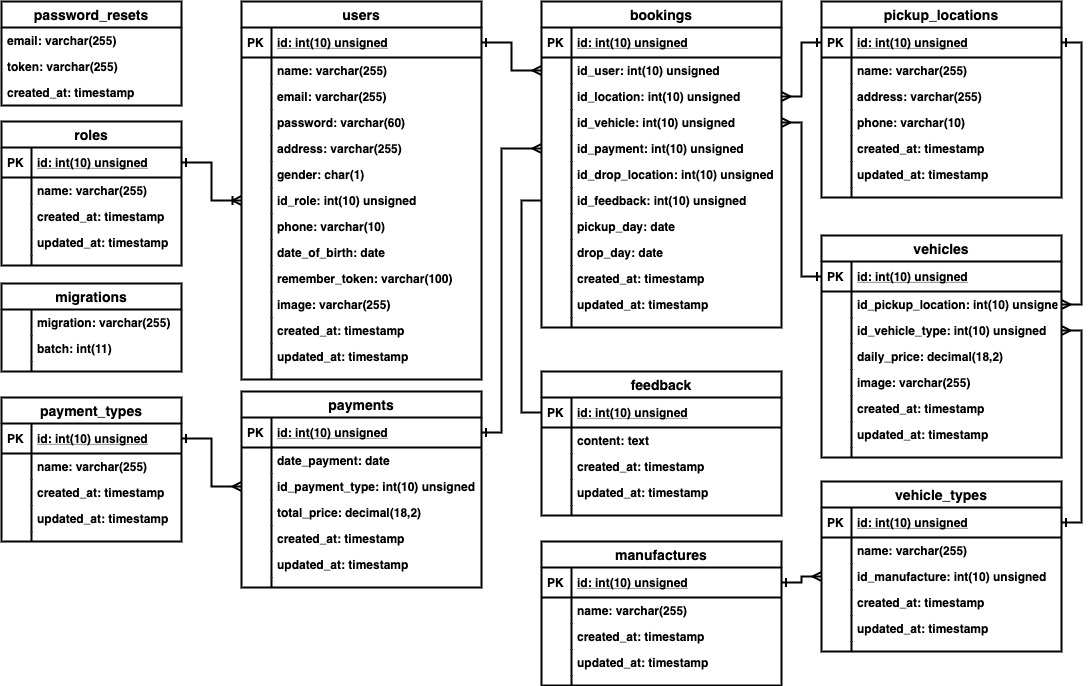 password_resets
email: varchar(255)
token: varchar(255)
created_at: timestamp
roles
PK id: int(10) unsigned
name: varchar(255)
created_at: timestamp
updated_at: timestamp
migrations
migration: varchar(255)
batch: int(11)
payment_types
PK id: int(10) unsigned
name: varchar(255)
created_at: timestamp
updated_at: timestamp
users
PK id: int(10) unsigned
name: varchar(255)
email: varchar(255)
password: varchar(60)
address: varchar(255)
gender: char(1)
id_role: int(10) unsigned
phone: varchar(10)
date_of_birth: date
remember_token: varchar(100)
image: varchar(255)
created_at: timestamp
updated_at: timestamp
payments
PK id: int(10) unsigned
date_payment: date
id_payment_type: int(10) unsigned
total_price: decimal(18,2)
created_at: timestamp
updated_at: timestamp
bookings
PK id: int(10) unsigned
id_user: int(10) unsigned
id_location: int(10) unsigned
id_vehicle: int(10) unsigned
id_payment: int(10) unsigned
id_drop_location: int(10) unsigned
id_feedback: int(10) unsigned
pickup_day: date
drop_day: date
created_at: timestamp
updated_at: timestamp
feedback
PK id: int(10) unsigned
content: text
created_at: timestamp
updated_at: timestamp
manufactures
PK id: int(10) unsigned
name: varchar(255)
created_at: timestamp
updated_at: timestamp
pickup_locations
PK id: int(10) unsigned
name: varchar(255)
address: varchar(255)
phone: varchar(10)
created_at: timestamp
updated_at: timestamp
vehicles
PK id: int(10) unsigned
id_pickup_location: int(10) unsigne
id_vehicle_type: int(10) unsigned
daily_price: decimal(18,2)
image: varchar(255)
created_at: timestamp
updated_at: timestamp
vehicle_types
PK id: int(10) unsigned
name: varchar(255)
id_manufacture: int(10) unsigned
created_at: timestamp
updated_at: timestamp